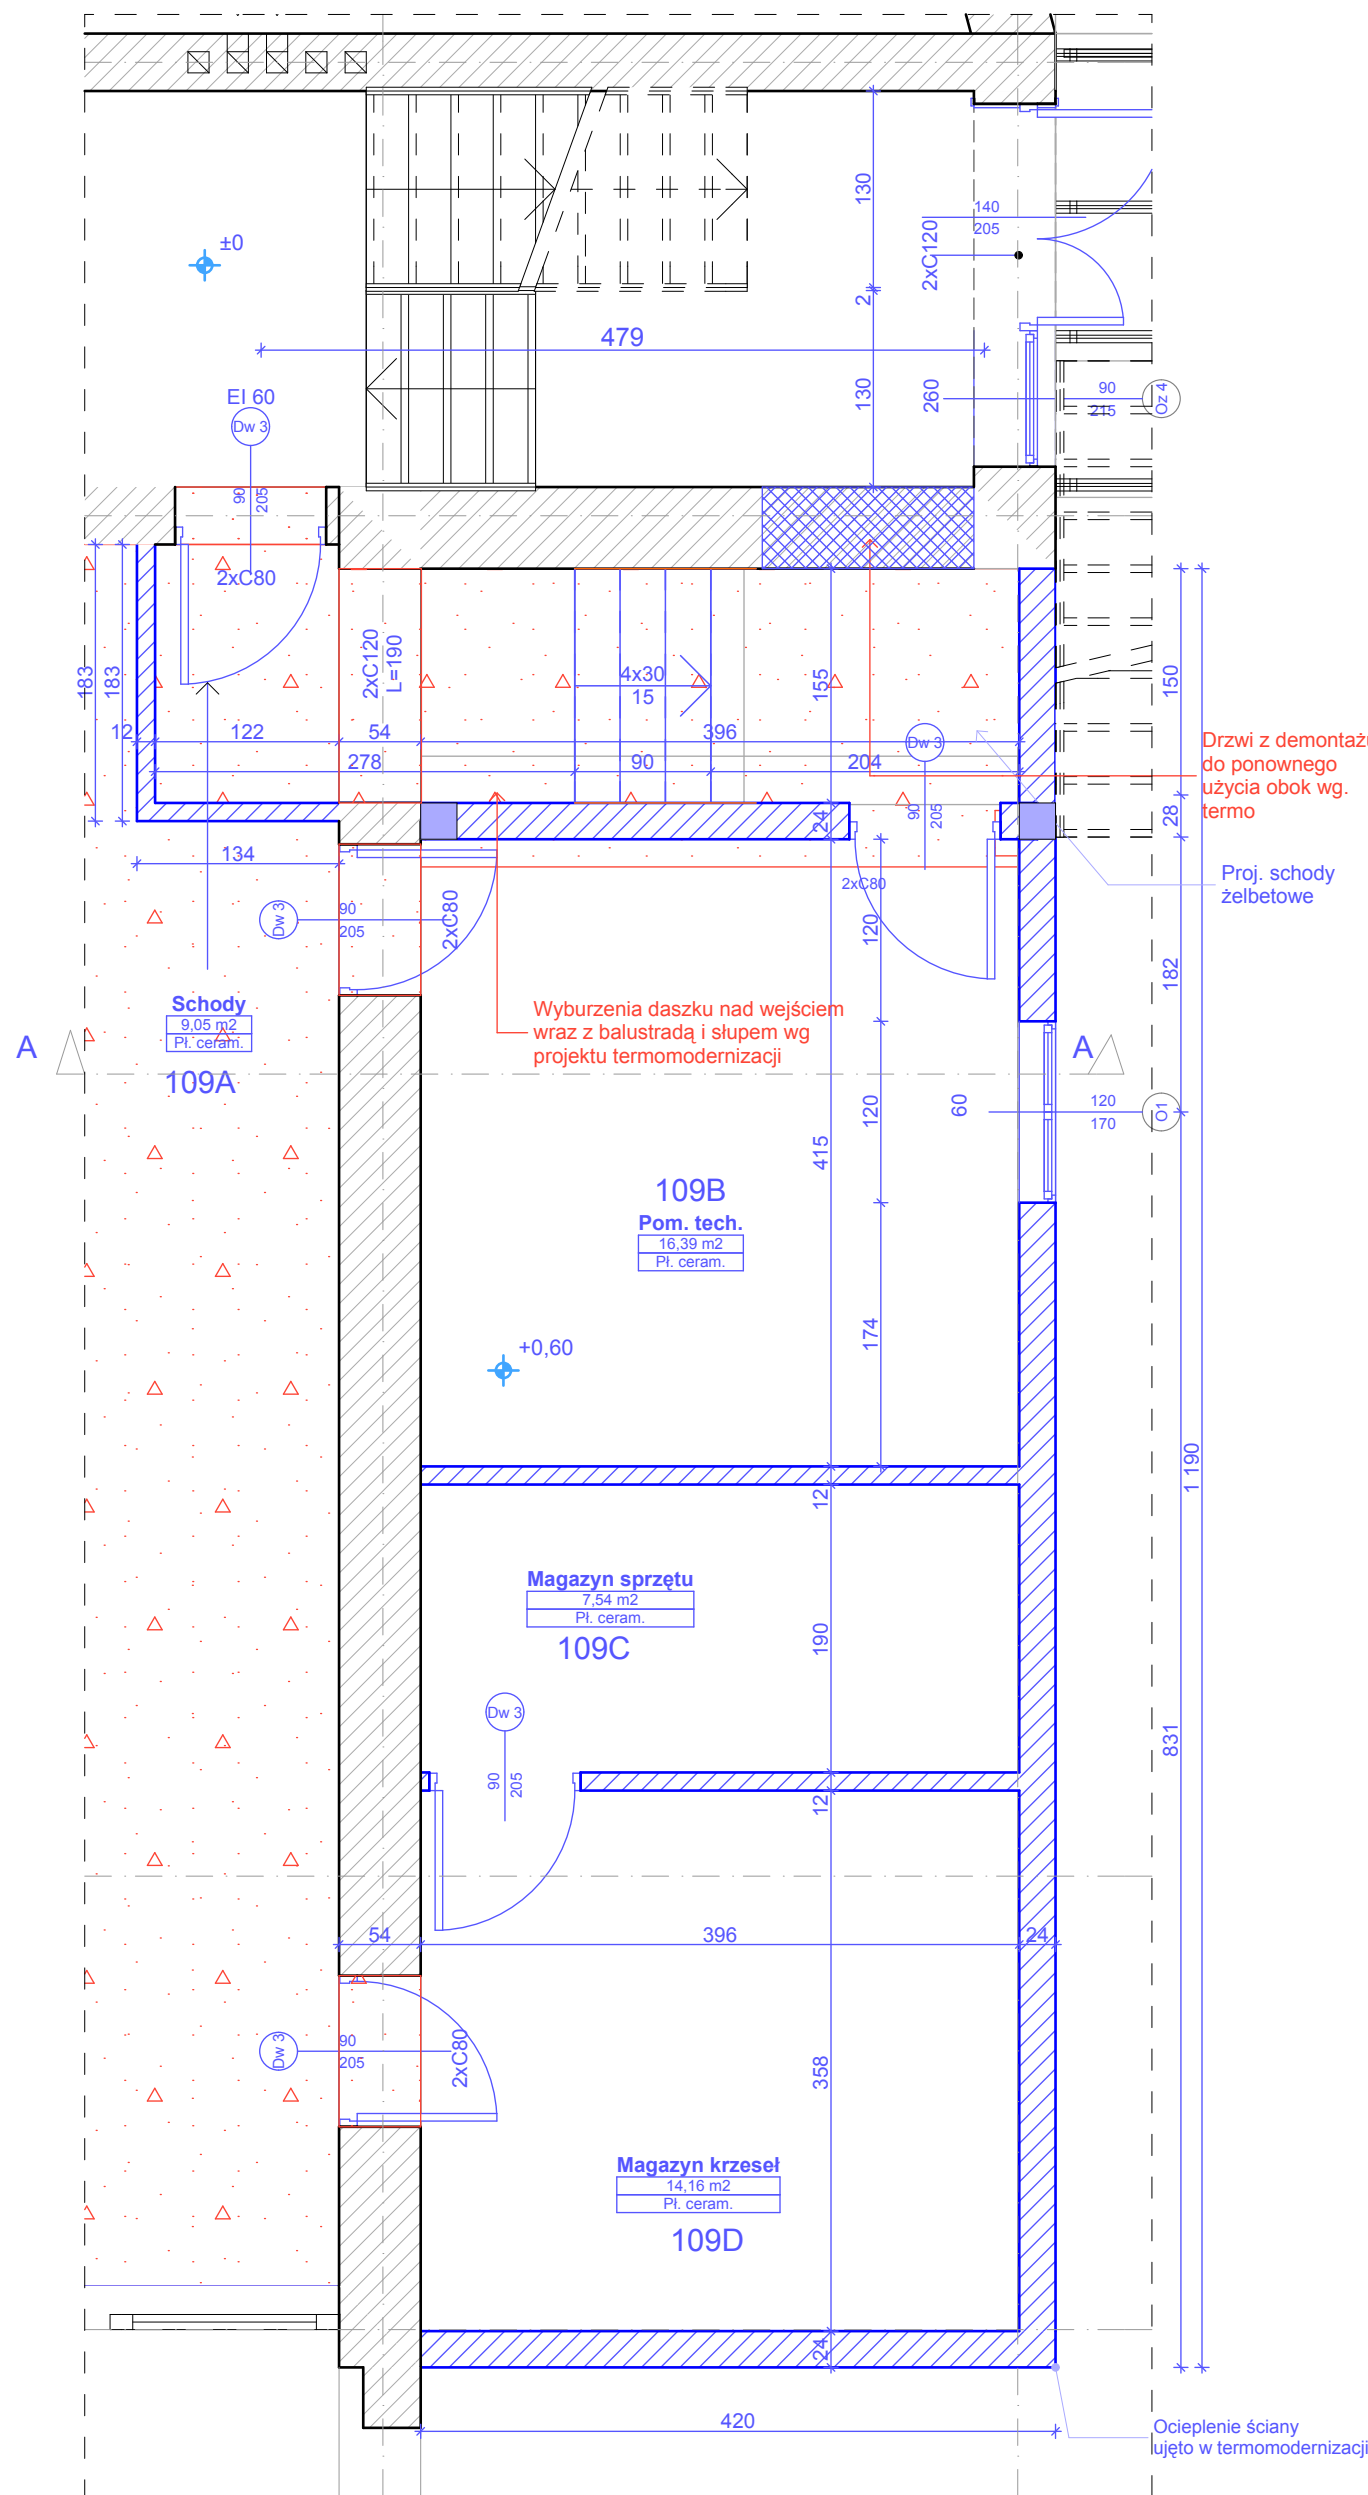 ±0
130
140
205
2xC120
2
479
130
260
90
215
Oz 4
EI 60
Dw 3
90
205
2xC80
183
183
2xC120
L=190
4x30
15
155
150
12
122
54
396
Dw 3
278
90
204
Drzwi z demontażu
do ponownego
użycia obok wg.
termo
24
90
205
28
134
2xC80
Proj. schody
żelbetowe
Dw 3
90
205
2xC80
120
182
Schody
9,05 m2
Pł. ceram.
109A
Wyburzenia daszku nad wejściem
wraz z balustradą i słupem wg
projektu termomodernizacji
A
A
120
60
120
170
O1
415
109B
Pom. tech.
16,39 m2
Pł. ceram.
+0,60
174
1 190
12
Magazyn sprzętu
7,54 m2
Pł. ceram.
109C
190
Dw 3
90
205
831
12
54
396
24
Dw 3
90
205
2xC80
358
Magazyn krzeseł
14,16 m2
Pł. ceram.
109D
24
420
Ocieplenie ściany
ujęto w termomodernizacji